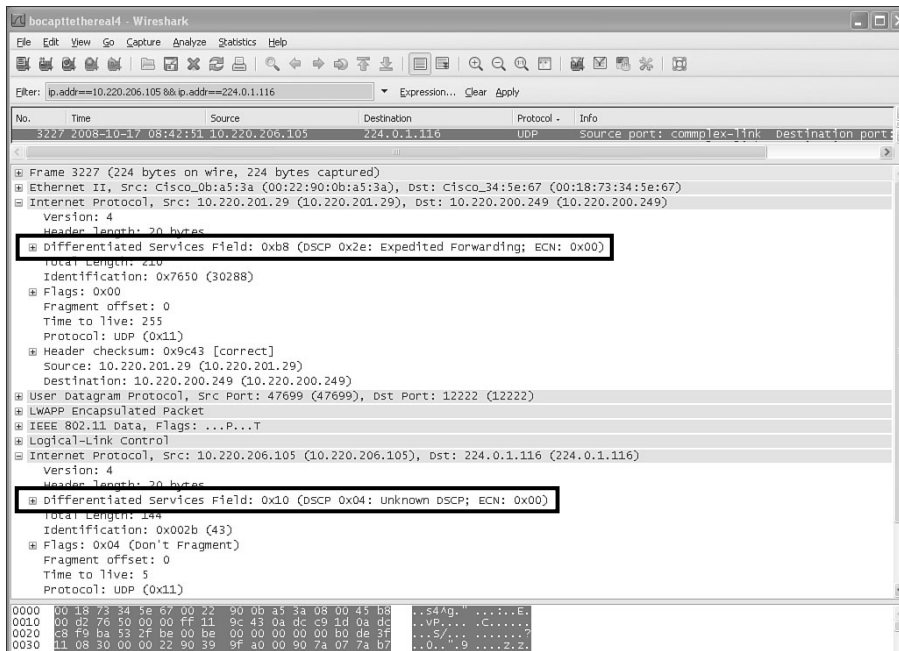 bocapttethereal4 - Wireshark
File Edit View Go Capture Analyze Statistics Help
Filter: ip.addr==10.220.206.105 && ip.addr==224.0.1.116 Expression... Clear Apply
No. Time Source Destination Protocol Info
3227 2008-10-17 08:42:51 10.220.206.105 224.0.1.116 UDP Source port: commplex-link Destination port:
Frame 3227 (224 bytes on wire, 224 bytes captured)
Ethernet II, Src: Cisco_0b:a5:3a (00:22:90:0b:a5:3a), Dst: Cisco_34:5e:67 (00:18:73:34:5e:67)
Internet Protocol, Src: 10.220.201.29 (10.220.201.29), Dst: 10.220.200.249 (10.220.200.249)
Version: 4
Header length: 20 bytes
Differentiated Services Field: 0xb8 (DSCP 0x2e: Expedited Forwarding; ECN: 0x00)
Total Length: 210
Identification: 0x7650 (30288)
Flags: 0x00
Fragment offset: 0
Time to live: 255
Protocol: UDP (0x11)
Header checksum: 0x9c43 [correct]
Source: 10.220.201.29 (10.220.201.29)
Destination: 10.220.200.249 (10.220.200.249)
User Datagram Protocol, Src Port: 47699 (47699), Dst Port: 12222 (12222)
LWAPP Encapsulated Packet
IEEE 802.11 Data, Flags: ...P...T
Logical-Link Control
Internet Protocol, Src: 10.220.206.105 (10.220.206.105), Dst: 224.0.1.116 (224.0.1.116)
Version: 4
Header length: 20 bytes
Differentiated Services Field: 0x10 (DSCP 0x04: Unknown DSCP; ECN: 0x00)
Total Length: 144
Identification: 0x002b (43)
Flags: 0x04 (Don't Fragment)
Fragment offset: 0
Time to live: 5
Protocol: UDP (0x11)
0000 00 18 73 34 5e 67 00 22 90 0b a5 3a 08 00 45 b8 ..s4^g." ...:..E.
0010 00 d2 76 50 00 00 ff 11 9c 43 0a dc c9 1d 0a dc ..vP.... .C......
0020 c8 f9 ba 53 2f be 00 be 00 00 00 00 00 b0 de 3f ...S/... .......?
0030 11 08 30 00 00 22 90 39 9f a0 00 90 7a 07 7a b7 ..0..".9 ....z.z.